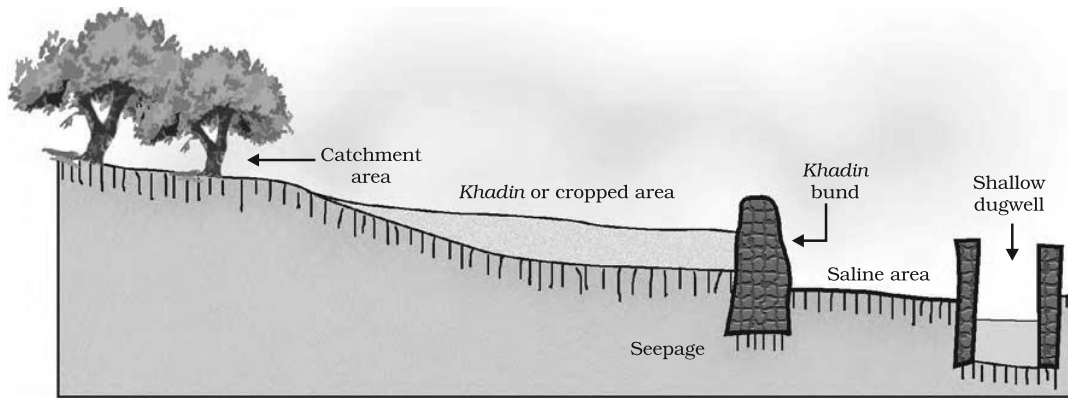 Catchment
area
Khadin or cropped area
Khadin
bund
Shallow
dugwell
Saline area
Seepage